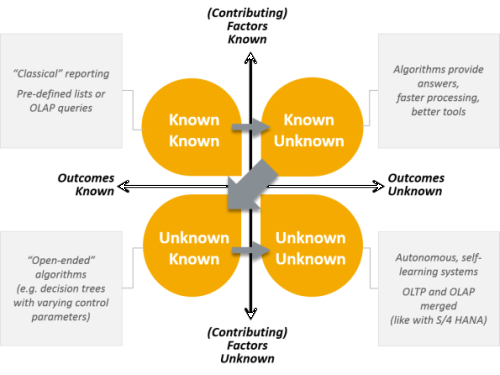 (Contributing)
Factors
Known
“Classical” reporting
Pre-defined lists or
OLAP queries
Known
Known
Known
Unknown
Algorithms provide
answers,
faster processing,
better tools
Outcomes
Known
Outcomes
Unknown
“Open-ended”
algorithms
(e.g. decision trees
with varying control
parameters)
Unknown
Known
Unknown
Unknown
Autonomous, self-
learning systems
OLTP and OLAP
merged
(like with S/4 HANA)
(Contributing)
Factors
Unknown